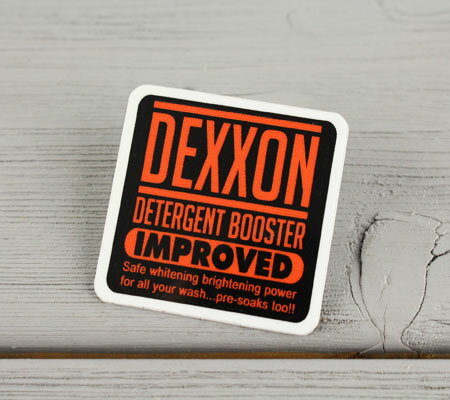 DEXXON
DETERGENT BOOSTER
IMPROVED
Safe whitening brightening power
for all your wash...pre-soaks too!!